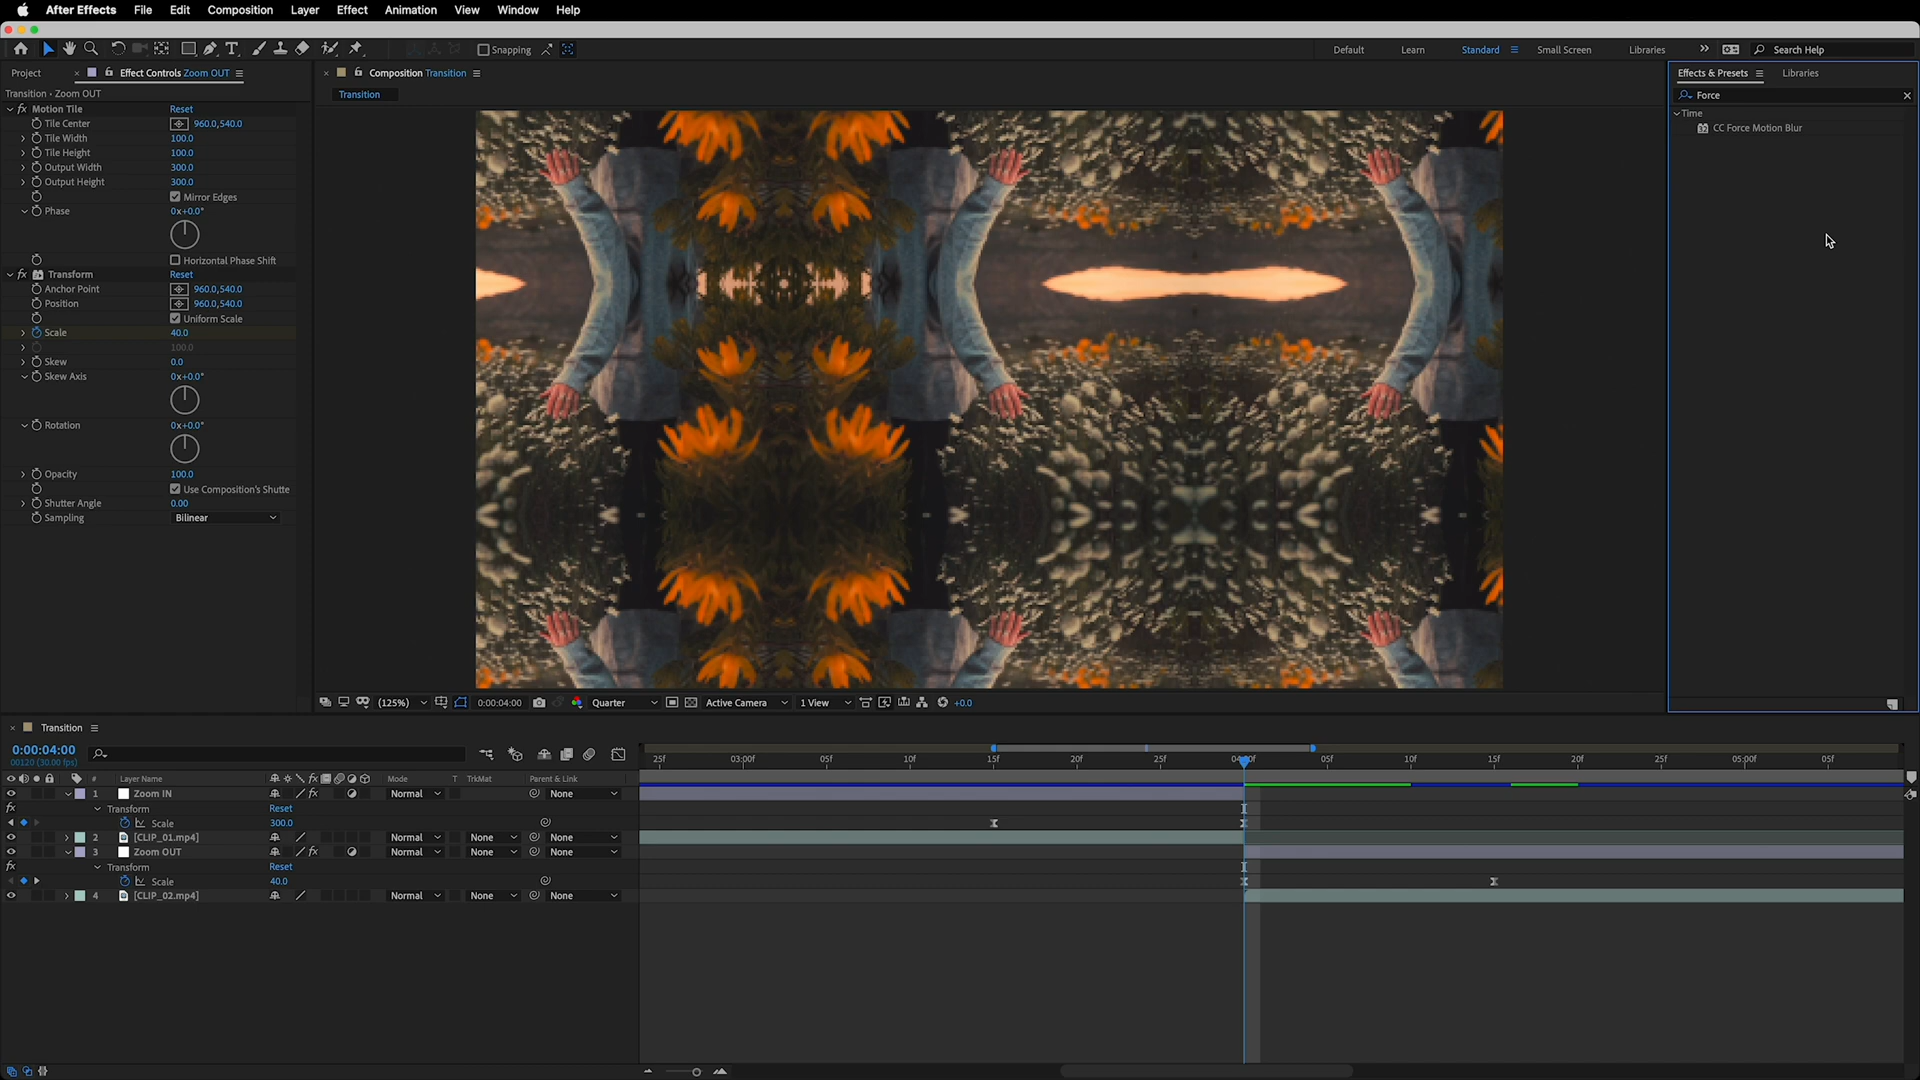 After Effects File Edit Composition Layer Effect Animation View Window Help
Snapping Default Learn Standard Small Screen Libraries Search Help
Project Effect Controls Zoom OUT
Composition Transition
Effects & Presets Libraries
Transition • Zoom OUT
Transition
Force
Motion Tile Reset
Time
Tile Center 960.0,540.0
CC Force Motion Blur
Tile Width 100.0
Tile Height 100.0
Output Width 300.0
Output Height 300.0
Mirror Edges
Phase 0x+0.0°
Horizontal Phase Shift
Transform Reset
Anchor Point 960.0,540.0
Position 960.0,540.0
Uniform Scale
Scale 40.0
100.0
Skew 0.0
Skew Axis 0x+0.0°
Rotation 0x+0.0°
Opacity 100.0
Use Composition's Shutte
Shutter Angle 0.00
Sampling Bilinear
(125%) 0:00:04:00 Quarter Active Camera 1 View +0.0
Transition
0:00:04:00
00120 (30.00 fps)
25f 03:00f 05f 10f 15f 20f 25f 05f 10f 15f 20f 25f 05:00f 05f
# Layer Name Mode T TrkMat Parent & Link
1 Zoom IN Normal None
Transform Reset
Scale 300.0
2 [CLIP_01.mp4] Normal None None
3 Zoom OUT Normal None None
Transform Reset
Scale 40.0
4 [CLIP_02.mp4] Normal None None